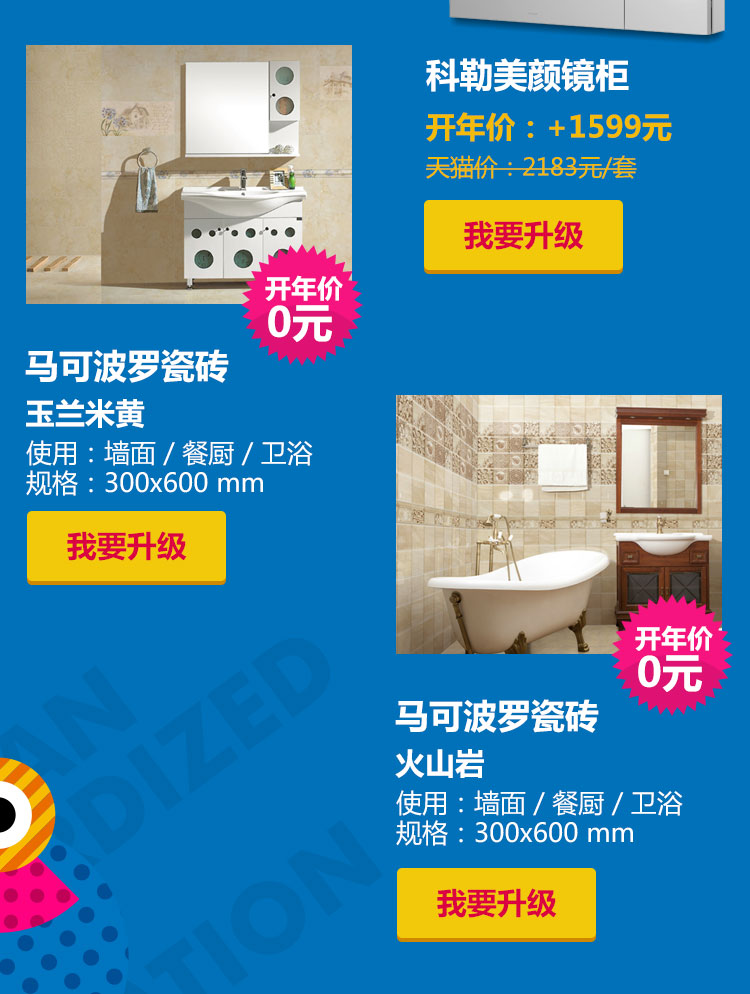 科勒美颜镜柜
开年价：+1599元
天猫价：2183元/套
我要升级
开年价
0元
马可波罗瓷砖
玉兰米黄
使用：墙面 / 餐厨 / 卫浴
规格：300x600 mm
我要升级
开年价
0元
马可波罗瓷砖
火山岩
使用：墙面 / 餐厨 / 卫浴
规格：300x600 mm
我要升级